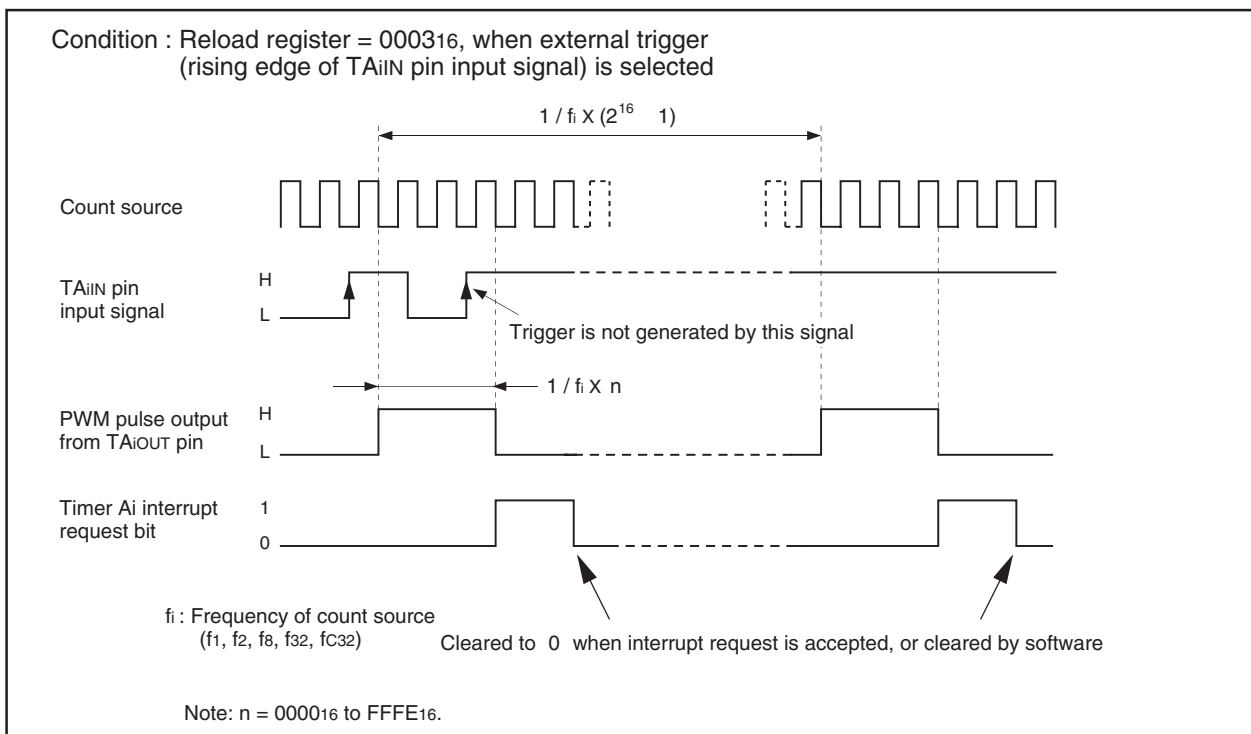 Condition : Reload register = 000316, when external trigger
(rising edge of TAiIN pin input signal) is selected
1 / fi X (2^16 1)
Count source
TAiIN pin
input signal
H
L
Trigger is not generated by this signal
1 / fi X n
PWM pulse output
from TAiOUT pin
H
L
Timer Ai interrupt
request bit
1
0
fi : Frequency of count source
(f1, f2, f8, f32, fC32)
Cleared to 0 when interrupt request is accepted, or cleared by software
Note: n = 000016 to FFFE16.